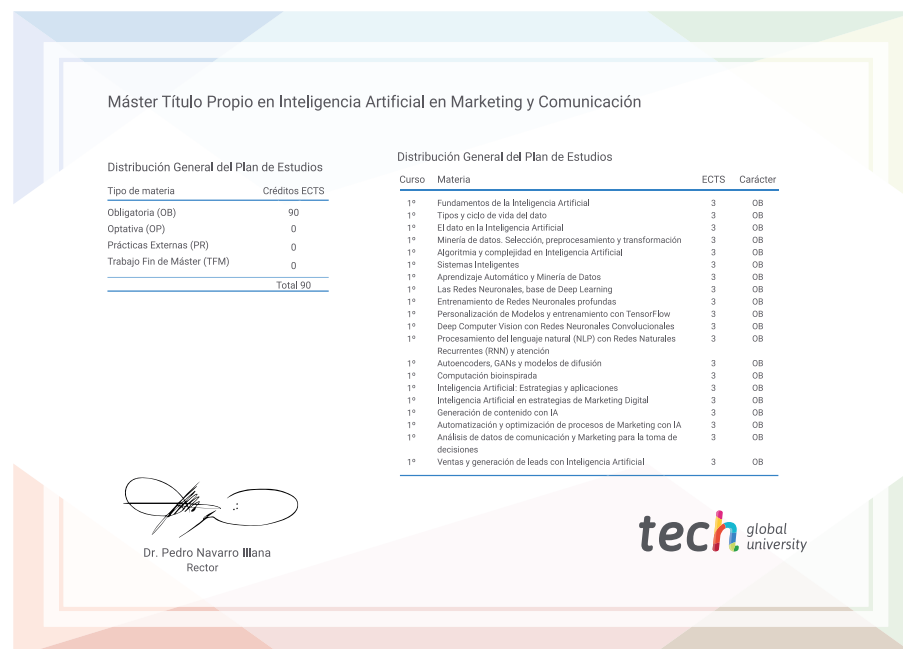 Máster Título Propio en Inteligencia Artificial en Marketing y Comunicación
Distribución General del Plan de Estudios
Tipo de materia Créditos ECTS
Obligatoria (OB) 90
Optativa (OP) 0
Prácticas Externas (PR) 0
Trabajo Fin de Máster (TFM) 0
Total 90
Distribución General del Plan de Estudios
Curso Materia ECTS Carácter
1º Fundamentos de la Inteligencia Artificial 3 OB
1º Tipos y ciclo de vida del dato 3 OB
1º El dato en la Inteligencia Artificial 3 OB
1º Minería de datos. Selección, preprocesamiento y transformación 3 OB
1º Algoritmia y complejidad en Inteligencia Artificial 3 OB
1º Sistemas Inteligentes 3 OB
1º Aprendizaje Automático y Minería de Datos 3 OB
1º Las Redes Neuronales, base de Deep Learning 3 OB
1º Entrenamiento de Redes Neuronales profundas 3 OB
1º Personalización de Modelos y entrenamiento con TensorFlow 3 OB
1º Deep Computer Vision con Redes Neuronales Convolucionales 3 OB
1º Procesamiento del lenguaje natural (NLP) con Redes Naturales 3 OB
Recurrentes (RNN) y atención
1º Autoencoders, GANs y modelos de difusión 3 OB
1º Computación bioinspirada 3 OB
1º Inteligencia Artificial: Estrategias y aplicaciones 3 OB
1º Inteligencia Artificial en estrategias de Marketing Digital 3 OB
1º Generación de contenido con IA 3 OB
1º Automatización y optimización de procesos de Marketing con IA 3 OB
1º Análisis de datos de comunicación y Marketing para la toma de 3 OB
decisiones
1º Ventas y generación de leads con Inteligencia Artificial 3 OB
Dr. Pedro Navarro Illana
Rector
tech global
university